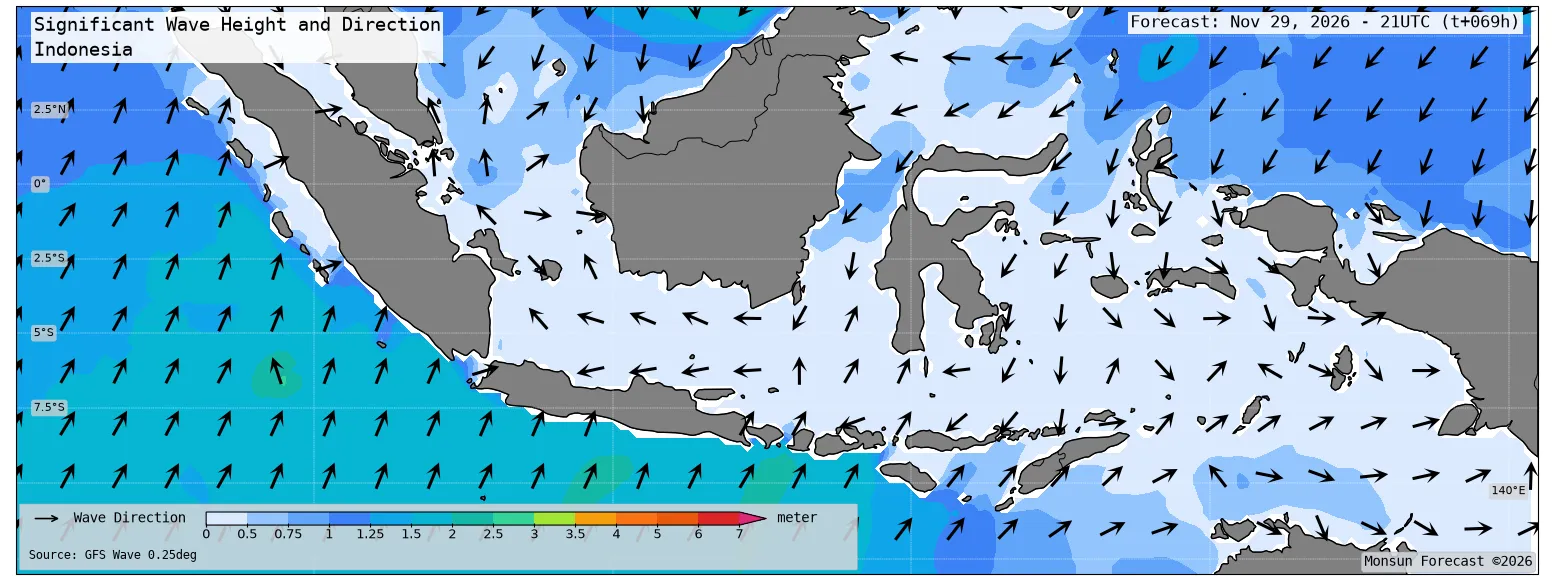 Significant Wave Height and Direction
Indonesia
Forecast: Nov 29, 2026 - 21UTC (t+069h)
2.5°N
0°
2.5°S
5°S
7.5°S
140°E
Wave Direction
meter
0 0.5 0.75 1 1.25 1.5 2 2.5 3 3.5 4 5 6 7
Source: GFS Wave 0.25deg
Monsun Forecast ©2026